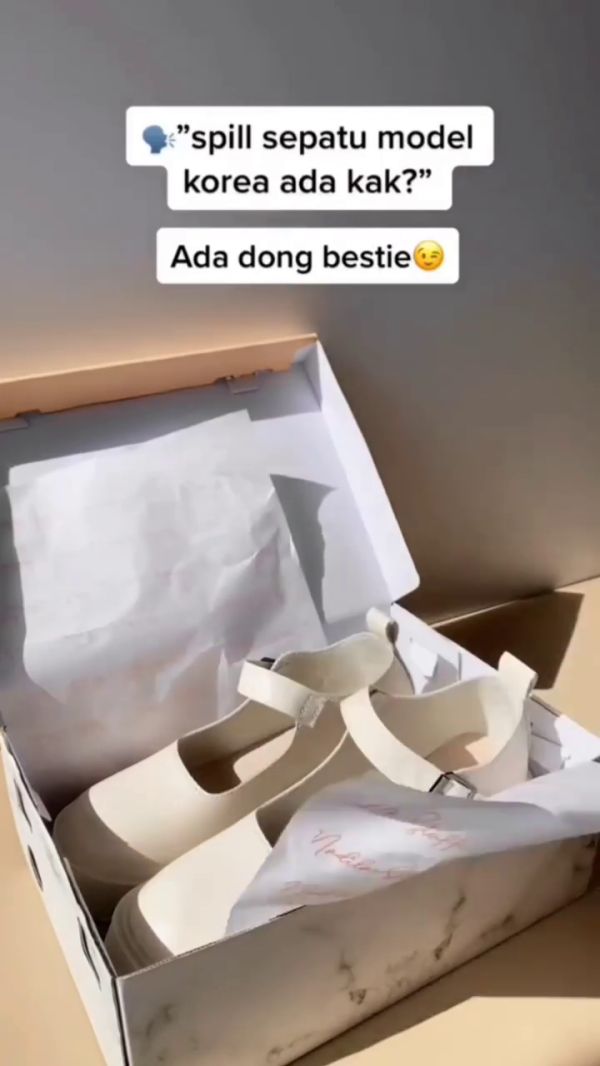 🗣️"spill sepatu model
korea ada kak?"
Ada dong bestie😉